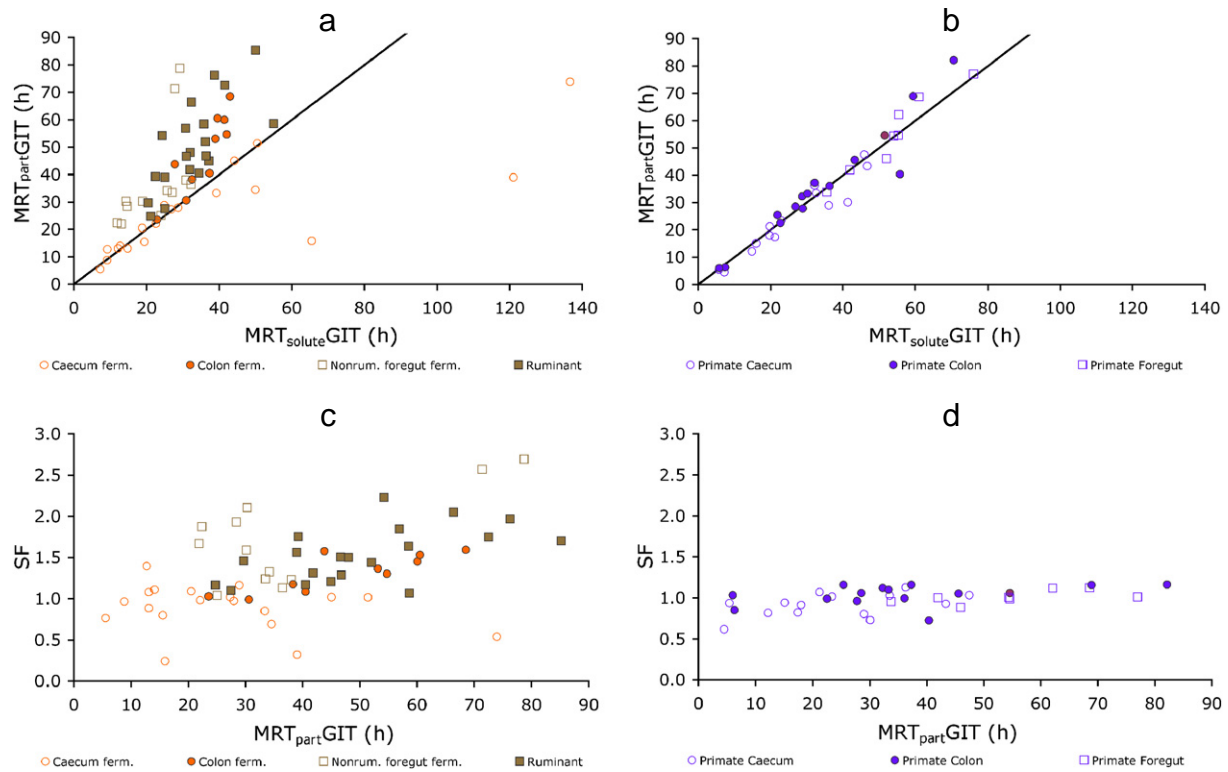 a
90
80
70
60
50
40
30
20
10
0
MRTpartGIT (h)
0 20 40 60 80 100 120 140
MRTsoluteGIT (h)
Caecum ferm. Colon ferm. Nonrum. foregut ferm. Ruminant
b
90
80
70
60
50
40
30
20
10
0
MRTpartGIT (h)
0 20 40 60 80 100 120 140
MRTsoluteGIT (h)
Primate Caecum Primate Colon Primate Foregut
c
3.0
2.5
2.0
1.5
1.0
0.5
0.0
SF
0 10 20 30 40 50 60 70 80 90
MRTpartGIT (h)
Caecum ferm. Colon ferm. Nonrum. foregut ferm. Ruminant
d
3.0
2.5
2.0
1.5
1.0
0.5
0.0
SF
0 10 20 30 40 50 60 70 80 90
MRTpartGIT (h)
Primate Caecum Primate Colon Primate Foregut